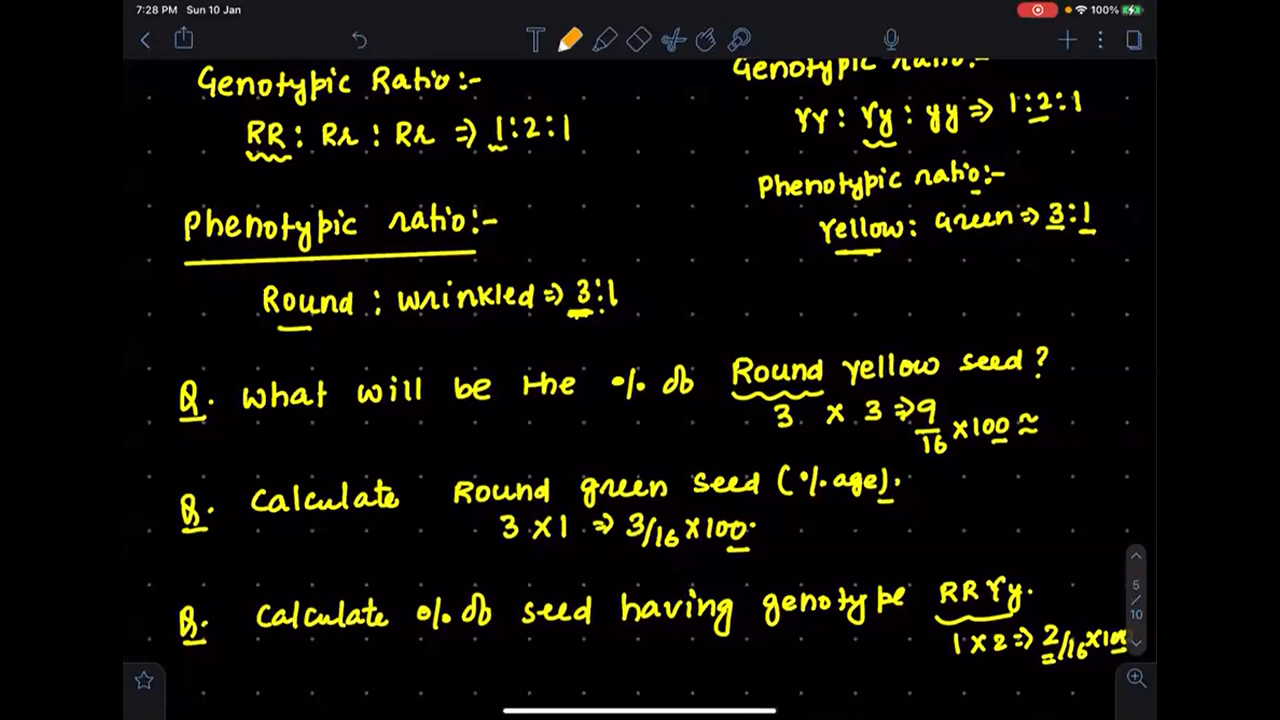 7:28 PM Sun 10 Jan 100%
Genotypic Ratio:-
RR : Rr : Rr => 1:2:1
Phenotypic ratio:-
Round : wrinkled => 3:1
Genotypic ratio:-
YY : Yy : yy => 1:2:1
Phenotypic ratio:-
yellow : Green => 3:1
Q. What will be the % of Round yellow seed?
3 x 3 => 9/16 x 100 ≈
Q. Calculate Round green seed (%age).
3 x 1 => 3/16 x 100.
Q. Calculate % of seed having genotype RRYy.
1 x 2 => 2/16 x 100
5
/
10